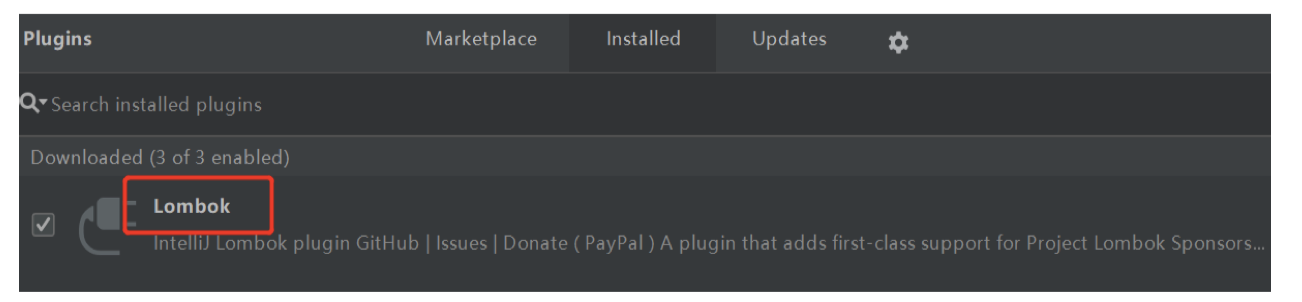 Plugins Marketplace Installed Updates
Search installed plugins
Downloaded (3 of 3 enabled)
Lombok
IntelliJ Lombok plugin GitHub | Issues | Donate ( PayPal ) A plugin that adds first-class support for Project Lombok Sponsors...